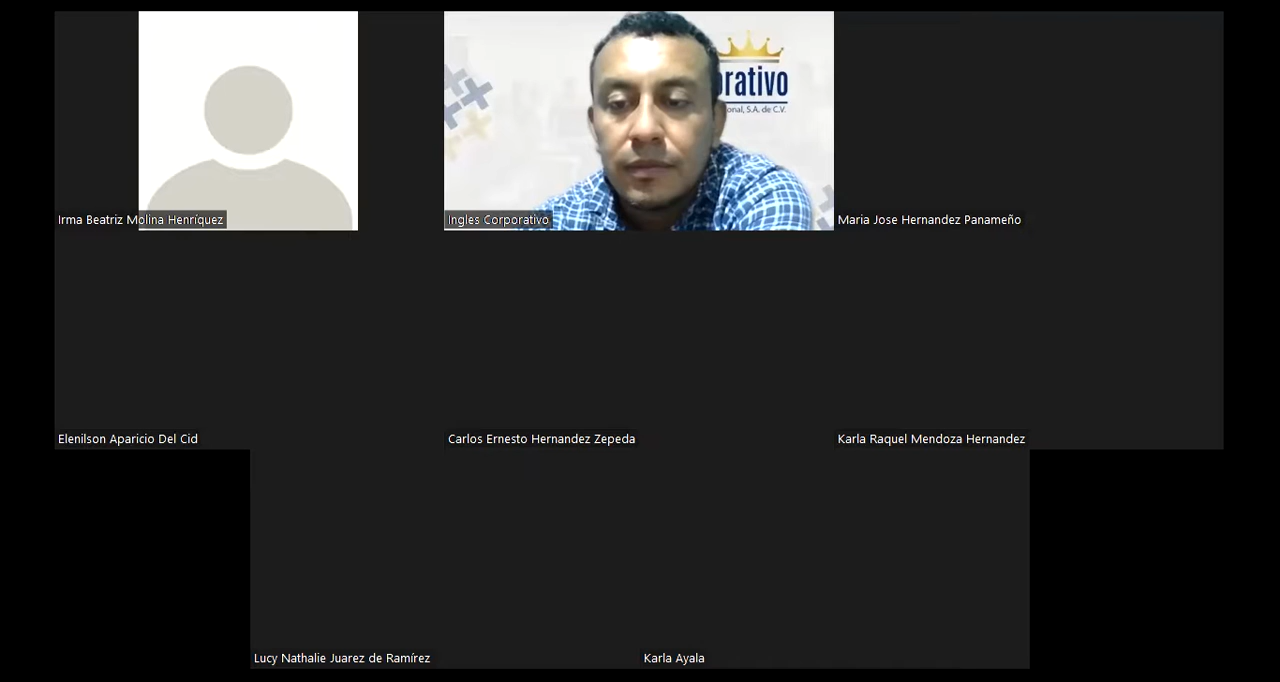 orativo
onal, S.A. de C.V.
Irma Beatriz Molina Henríquez
Ingles Corporativo
Maria Jose Hernandez Panameño
Elenilson Aparicio Del Cid
Carlos Ernesto Hernandez Zepeda
Karla Raquel Mendoza Hernandez
Lucy Nathalie Juarez de Ramírez
Karla Ayala